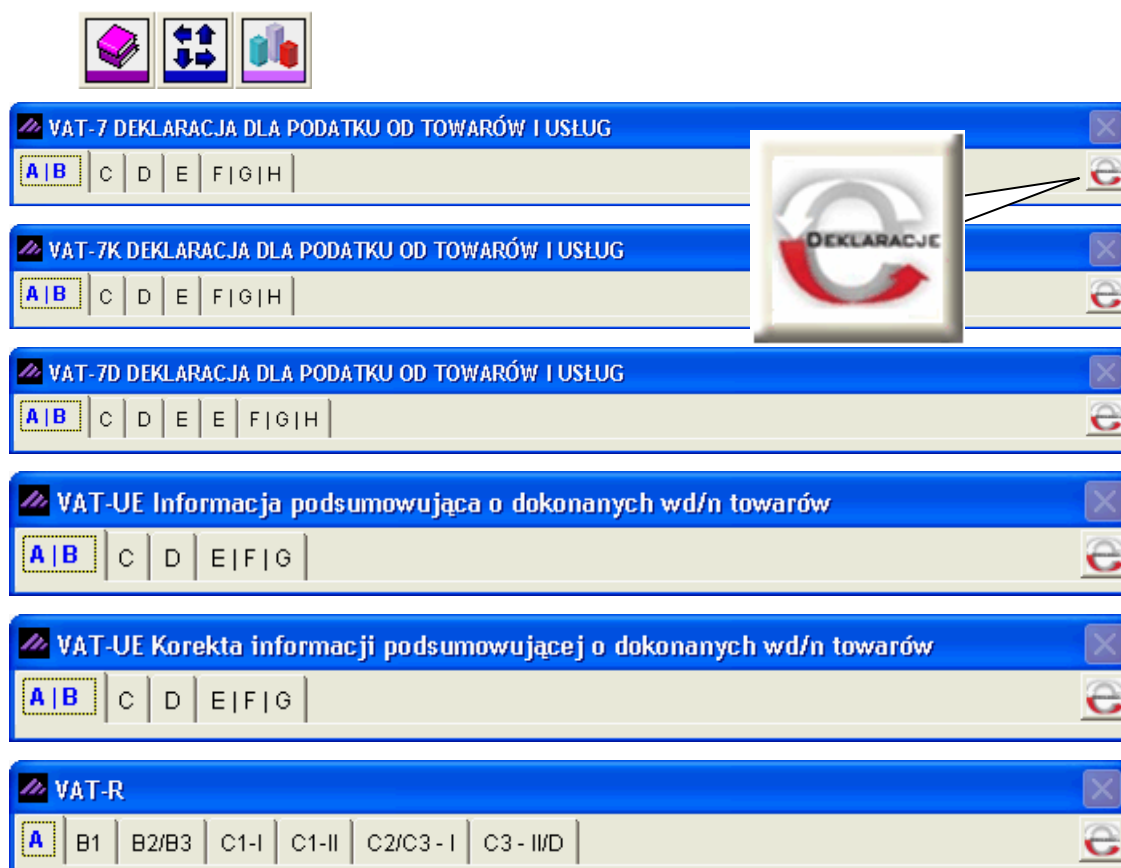 VAT-7 DEKLARACJA DLA PODATKU OD TOWARÓW I USŁUG
A|B C D E F|G|H
DEKLARACJE
VAT-7K DEKLARACJA DLA PODATKU OD TOWARÓW I USŁUG
A|B C D E F|G|H
VAT-7D DEKLARACJA DLA PODATKU OD TOWARÓW I USŁUG
A|B C D E E F|G|H
VAT-UE Informacja podsumowująca o dokonanych wd/n towarów
A|B C D E|F|G
VAT-UE Korekta informacji podsumowującej o dokonanych wd/n towarów
A|B C D E|F|G
VAT-R
A B1 B2/B3 C1-I C1-II C2/C3 - I C3 - II/D